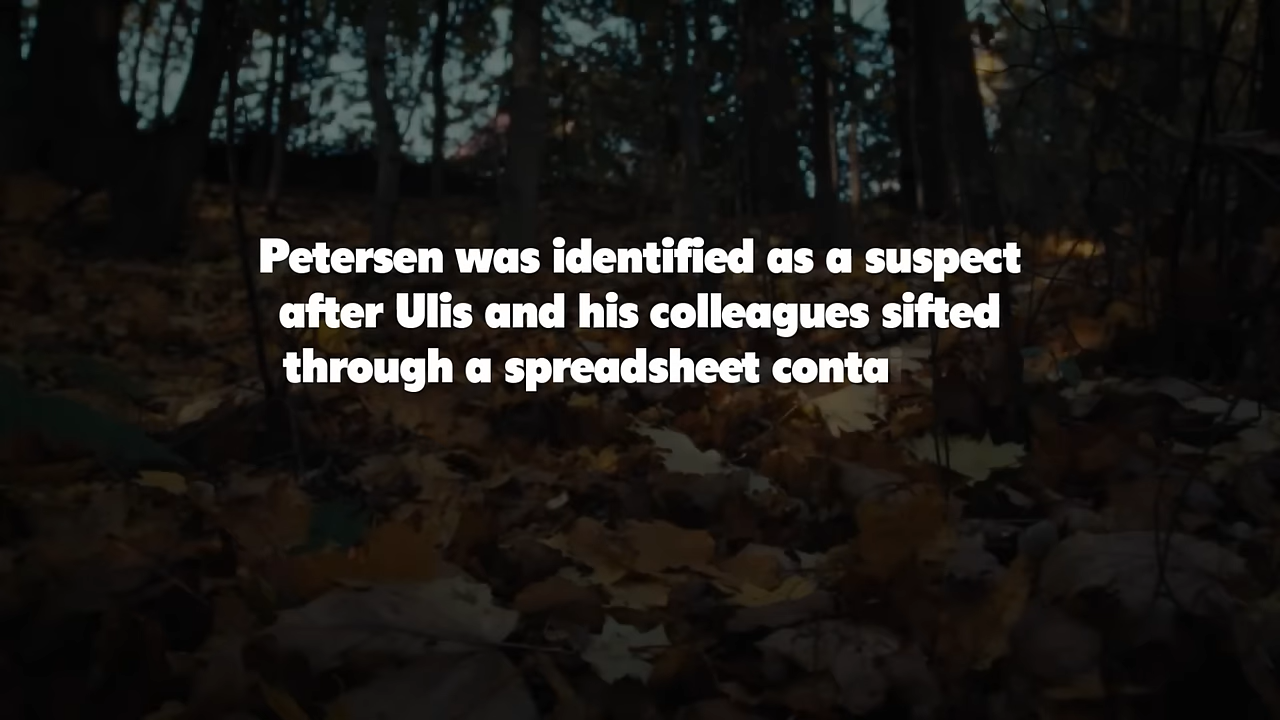 Petersen was identified as a suspect
after Ulis and his colleagues sifted
through a spreadsheet conta